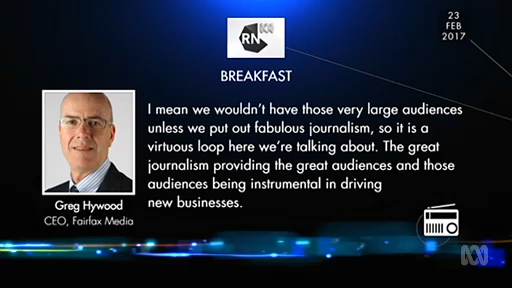 23
FEB
2017
RN
ABC
BREAKFAST
I mean we wouldn't have those very large audiences
unless we put out fabulous journalism, so it is a
virtuous loop here we're talking about. The great
journalism providing the great audiences and those
audiences being instrumental in driving
new businesses.
Greg Hywood
CEO, Fairfax Media